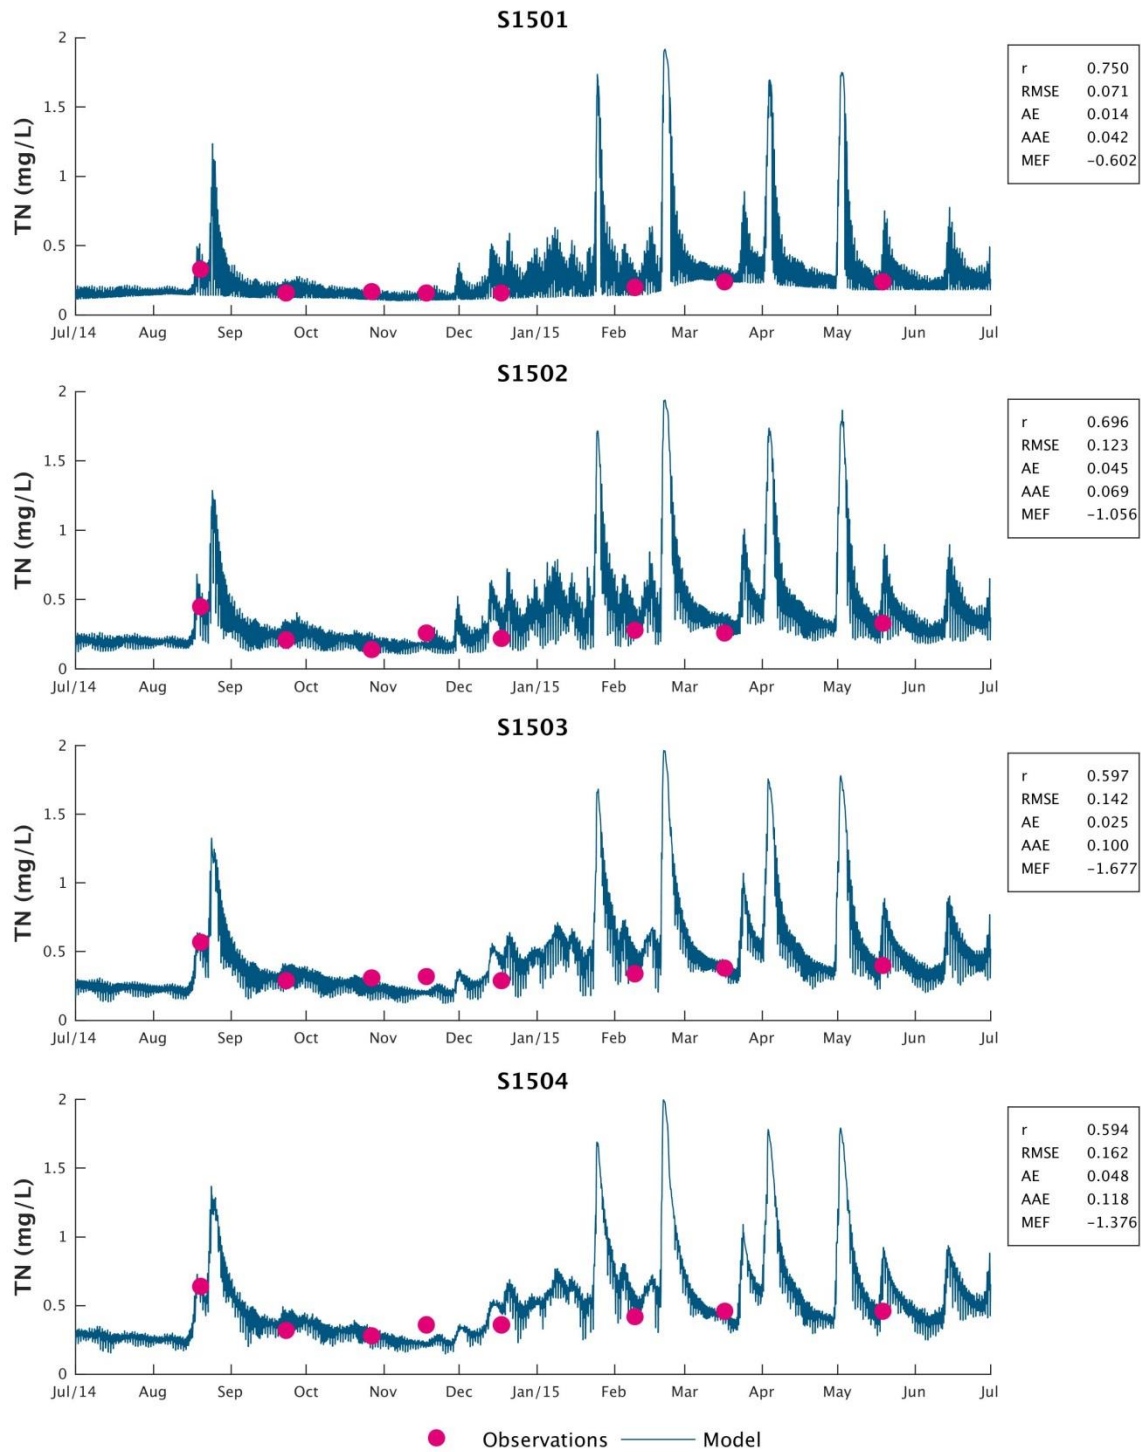 S1501
TN (mg/L)
2
1.5
1
0.5
0
Jul/14 Aug Sep Oct Nov Dec Jan/15 Feb Mar Apr May Jun Jul
r 0.750
RMSE 0.071
AE 0.014
AAE 0.042
MEF −0.602
S1502
TN (mg/L)
2
1.5
1
0.5
0
Jul/14 Aug Sep Oct Nov Dec Jan/15 Feb Mar Apr May Jun Jul
r 0.696
RMSE 0.123
AE 0.045
AAE 0.069
MEF −1.056
S1503
TN (mg/L)
2
1.5
1
0.5
0
Jul/14 Aug Sep Oct Nov Dec Jan/15 Feb Mar Apr May Jun Jul
r 0.597
RMSE 0.142
AE 0.025
AAE 0.100
MEF −1.677
S1504
TN (mg/L)
2
1.5
1
0.5
0
Jul/14 Aug Sep Oct Nov Dec Jan/15 Feb Mar Apr May Jun Jul
r 0.594
RMSE 0.162
AE 0.048
AAE 0.118
MEF −1.376
Observations Model